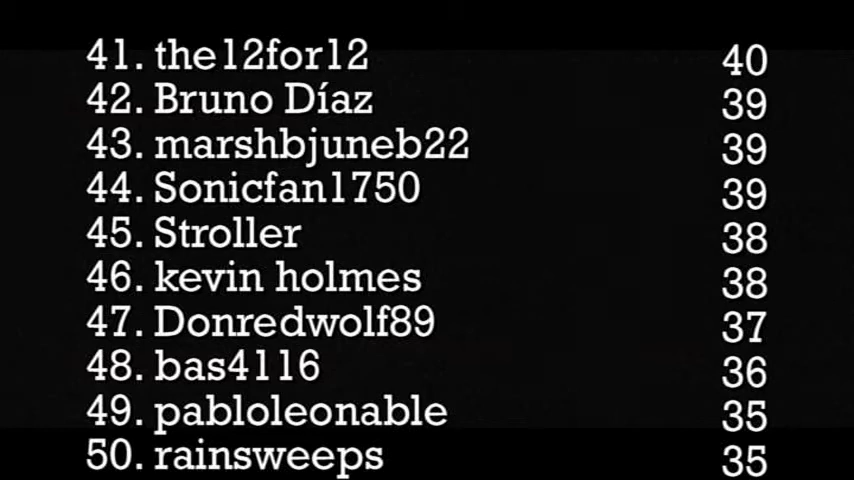 41. the12for12 40
42. Bruno Díaz 39
43. marshbjuneb22 39
44. Sonicfan1750 39
45. Stroller 38
46. kevin holmes 38
47. Donredwolf89 37
48. bas4116 36
49. pabloleonable 35
50. rainsweeps 35